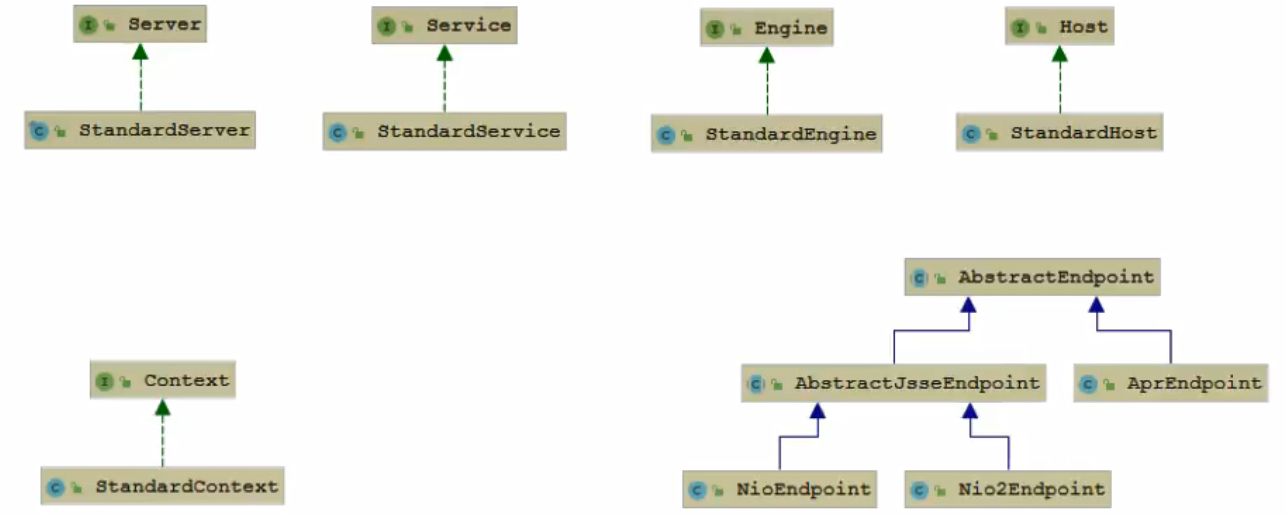 Server
Service
Engine
Host
StandardServer
StandardService
StandardEngine
StandardHost
AbstractEndpoint
Context
AbstractJsseEndpoint
AprEndpoint
StandardContext
NioEndpoint
Nio2Endpoint